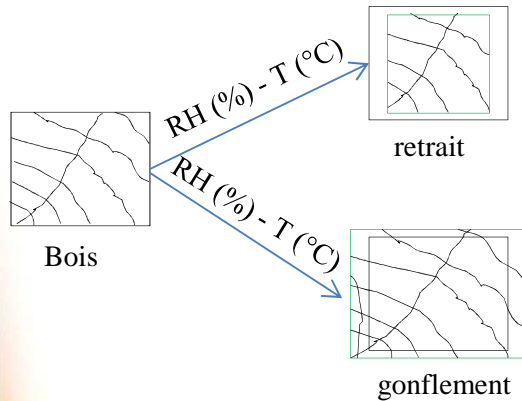 RH (%) - T (°C)
retrait
Bois
RH (%) - T (°C)
gonflement